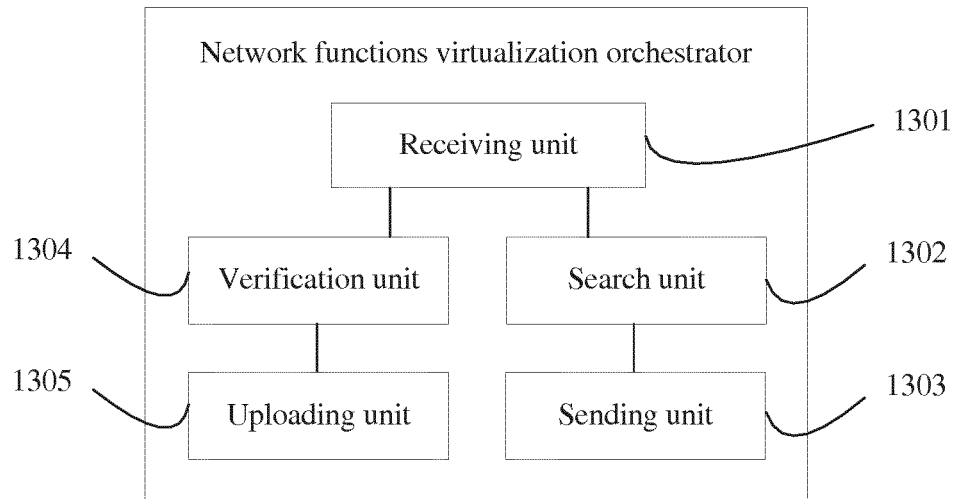 Network functions virtualization orchestrator
Receiving unit
1301
1304
Verification unit
Search unit
1302
1305
Uploading unit
Sending unit
1303